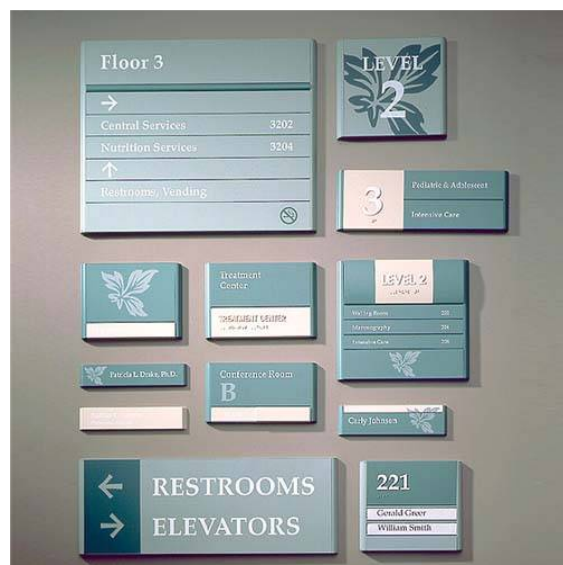 Floor 3
→
Central Services 3202
Nutrition Services 3204
↑
Restrooms, Vending
LEVEL
2
3
Pediatric & Adolescent
Intensive Care
Treatment
Center
TREATMENT CENTER
LEVEL 2
Waiting Room
Mammography
Intensive Care
Patricia L. Drake, Ph.D.
Conference Room
B
Carly Johnson
← RESTROOMS
→ ELEVATORS
221
Gerald Greer
William Smith